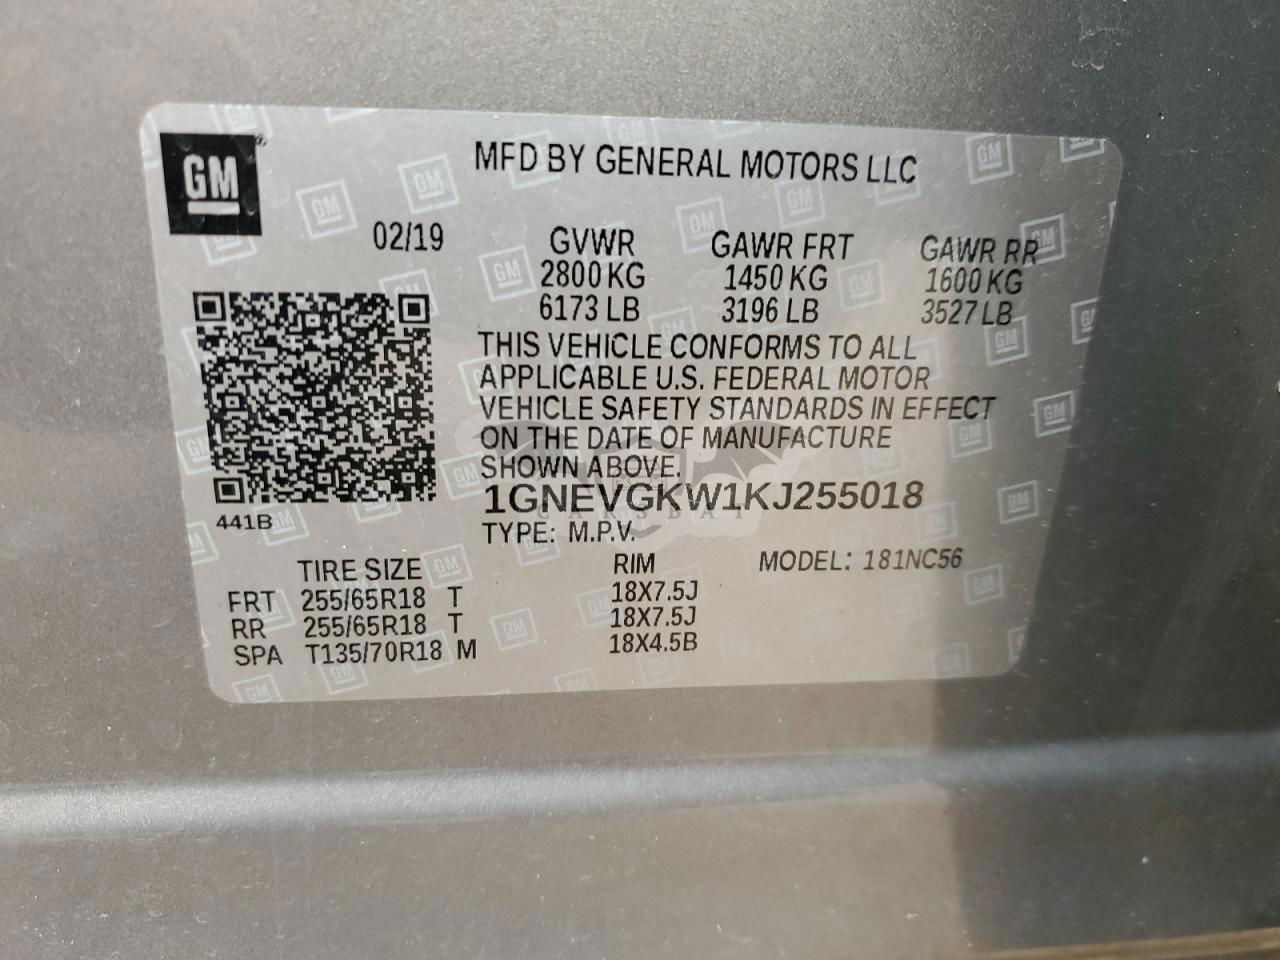 GM
MFD BY GENERAL MOTORS LLC
02/19 GVWR GAWR FRT GAWR RR
2800 KG 1450 KG 1600 KG
6173 LB 3196 LB 3527 LB
THIS VEHICLE CONFORMS TO ALL
APPLICABLE U.S. FEDERAL MOTOR
VEHICLE SAFETY STANDARDS IN EFFECT
ON THE DATE OF MANUFACTURE
SHOWN ABOVE.
1GNEVGKW1KJ255018
441B
TYPE: M.P.V.
TIRE SIZE RIM MODEL: 181NC56
FRT 255/65R18 T 18X7.5J
RR 255/65R18 T 18X7.5J
SPA T135/70R18 M 18X4.5B